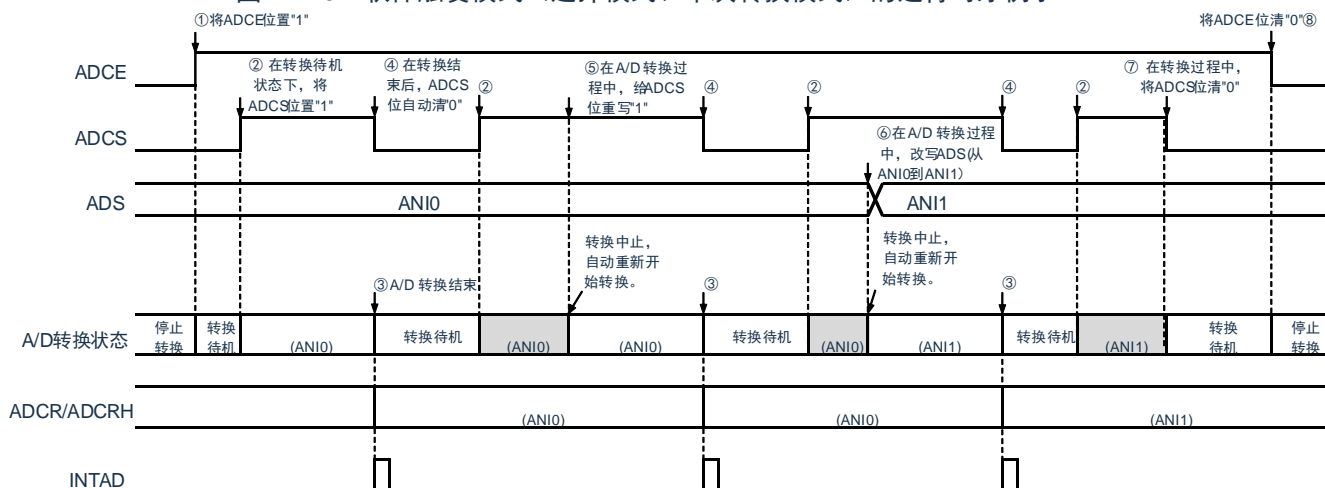 ①将ADCE位置"1"
将ADCE位清"0"⑧
ADCE
② 在转换待机
状态下，将
ADCS位置"1"
④ 在转换结
束后，ADCS
位自动清"0"
②
⑤在A/D 转换过
程中，给ADCS
位重写"1"
④
②
④
②
⑦ 在转换过程中，
将ADCS位清"0"
ADCS
⑥在A/D 转换过程
中，改写ADS(从
ANI0到ANI1）
ADS
ANI0
ANI1
转换中止，
自动重新开
始转换。
转换中止，
自动重新开
始转换。
③A/D 转换结束
③
③
A/D转换状态
停止
转换
转换
待机
(ANI0)
转换待机
(ANI0)
(ANI0)
转换待机
(ANI0)
(ANI1)
转换待机
(ANI1)
转换
待机
停止
转换
ADCR/ADCRH
(ANI0)
(ANI0)
(ANI1)
INTAD